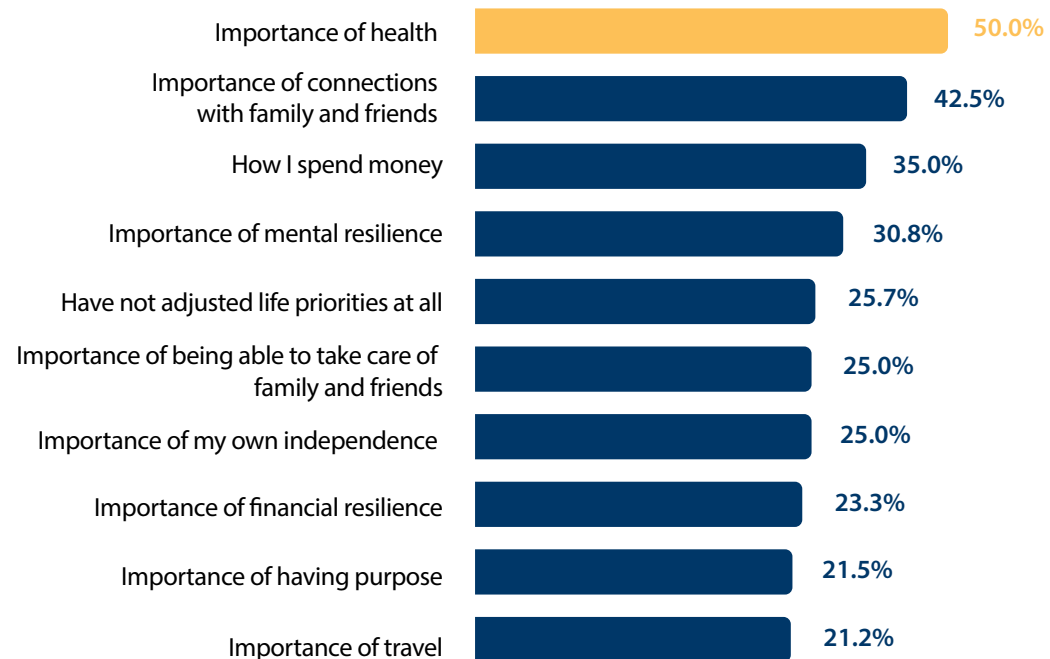 Importance of health 50.0%
Importance of connections
with family and friends 42.5%
How I spend money 35.0%
Importance of mental resilience 30.8%
Have not adjusted life priorities at all 25.7%
Importance of being able to take care of
family and friends 25.0%
Importance of my own independence 25.0%
Importance of financial resilience 23.3%
Importance of having purpose 21.5%
Importance of travel 21.2%